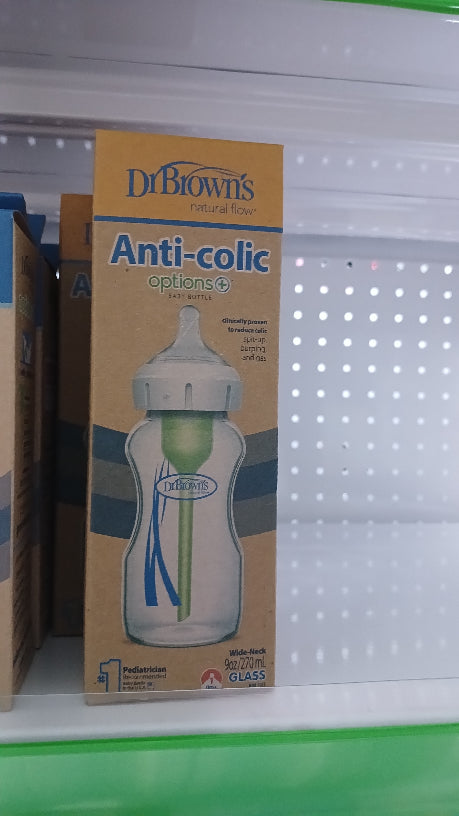 DrBrown's
natural flow®
Anti-colic
options+
BABY BOTTLE
clinically proven
to reduce colic
spit-up,
burping,
and gas
DrBrown's
#1 Pediatrician
Recommended
Wide-Neck
9oz/270mL
GLASS
A